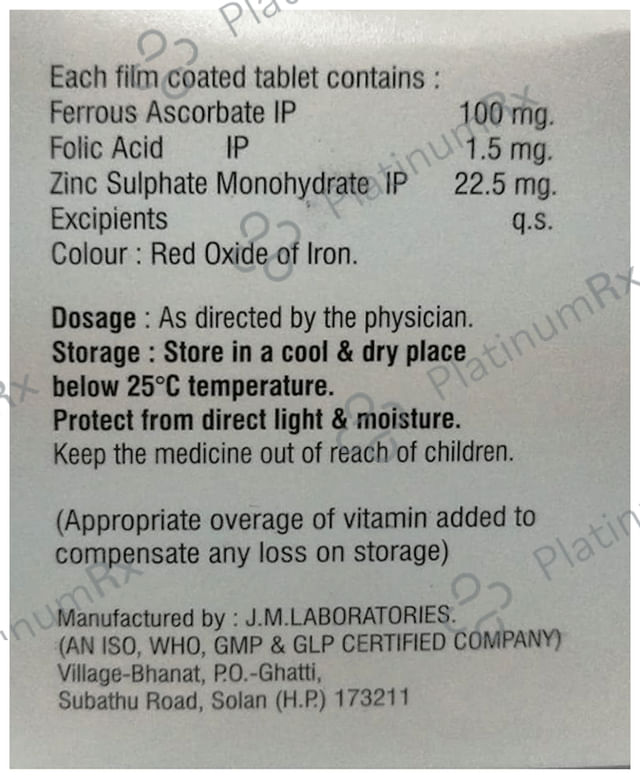 Each film coated tablet contains :
Ferrous Ascorbate IP 100 mg.
Folic Acid IP 1.5 mg.
Zinc Sulphate Monohydrate IP 22.5 mg.
Excipients q.s.
Colour : Red Oxide of Iron.
Dosage : As directed by the physician.
Storage : Store in a cool & dry place
below 25°C temperature.
Protect from direct light & moisture.
Keep the medicine out of reach of children.
(Appropriate overage of vitamin added to
compensate any loss on storage)
Manufactured by : J.M.LABORATORIES.
(AN ISO, WHO, GMP & GLP CERTIFIED COMPANY)
Village-Bhanat, P.O.-Ghatti,
Subathu Road, Solan (H.P.) 173211
PlatinumRx
PlatinumRx